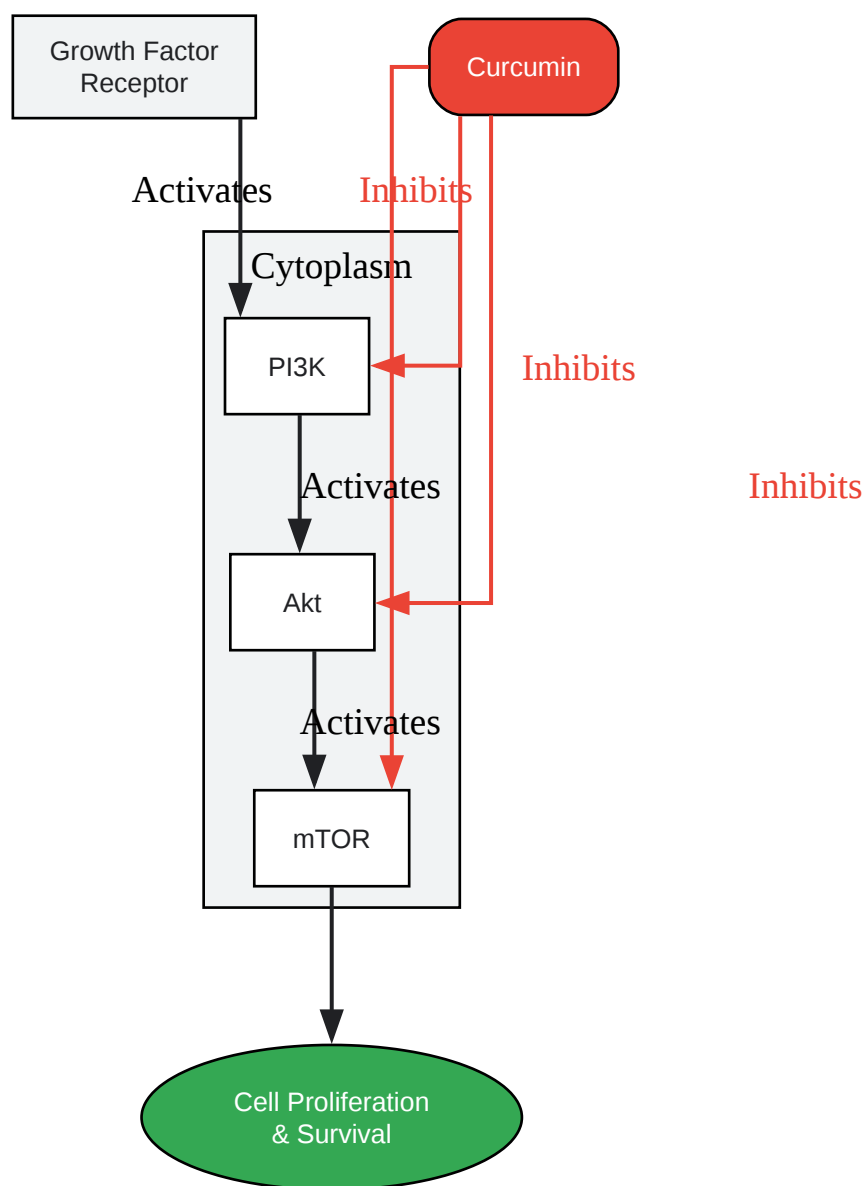 Growth Factor
Receptor
Curcumin
Activates
Inhibits
Cytoplasm
PI3K
Inhibits
Activates
Inhibits
Akt
Activates
mTOR
Cell Proliferation
& Survival